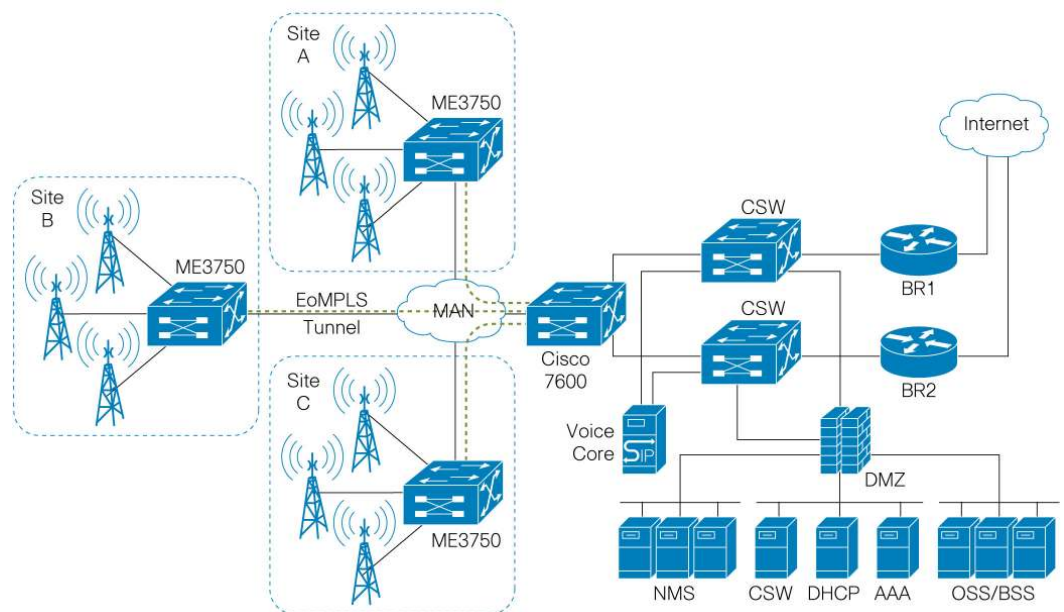 Site
A
ME3750
Site
B
ME3750
EoMPLS
Tunnel
MAN
Site
C
ME3750
Cisco
7600
CSW
CSW
Internet
BR1
BR2
Voice
Core
SIP
DMZ
NMS
CSW
DHCP
AAA
OSS/BSS